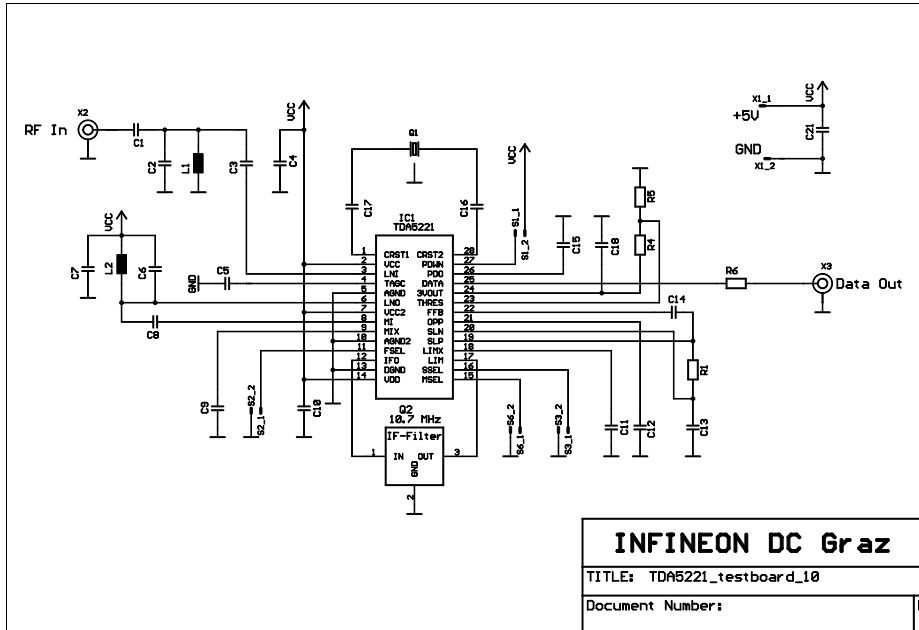 X2
RF In
C1
C2
L1
C3
VCC
C4
Q1
VCC
S1_1
S1_2
X1_1
+5V
GND
X1_2
VCC
C21
C17
C16
IC1
TDA5221
C15
C18
R5
R4
VCC
C7
L2
C6
GND
C5
C8
1 CRST1 CRST2 28
2 VCC PDWN 27
3 LNI PDO 26
4 TAGC DATA 25
5 AGND 3VOUT 24
6 LNO THRES 23
7 VCC2 FFB 22
8 MI OPP 21
9 MIX SLN 20
10 AGND2 SLP 19
11 FSEL LIMX 18
12 IFO LIM 17
13 DGND SSEL 16
14 VDD MSEL 15
R6
X3
Data Out
C14
R1
C9
S2_2
S2_1
C10
Q2
10.7 MHz
IF-Filter
1 IN OUT 3
GND
2
S6_2
S6_1
S3_2
S3_1
C11
C12
C13
INFINEON DC Graz
TITLE: TDA5221_testboard_10
Document Number: